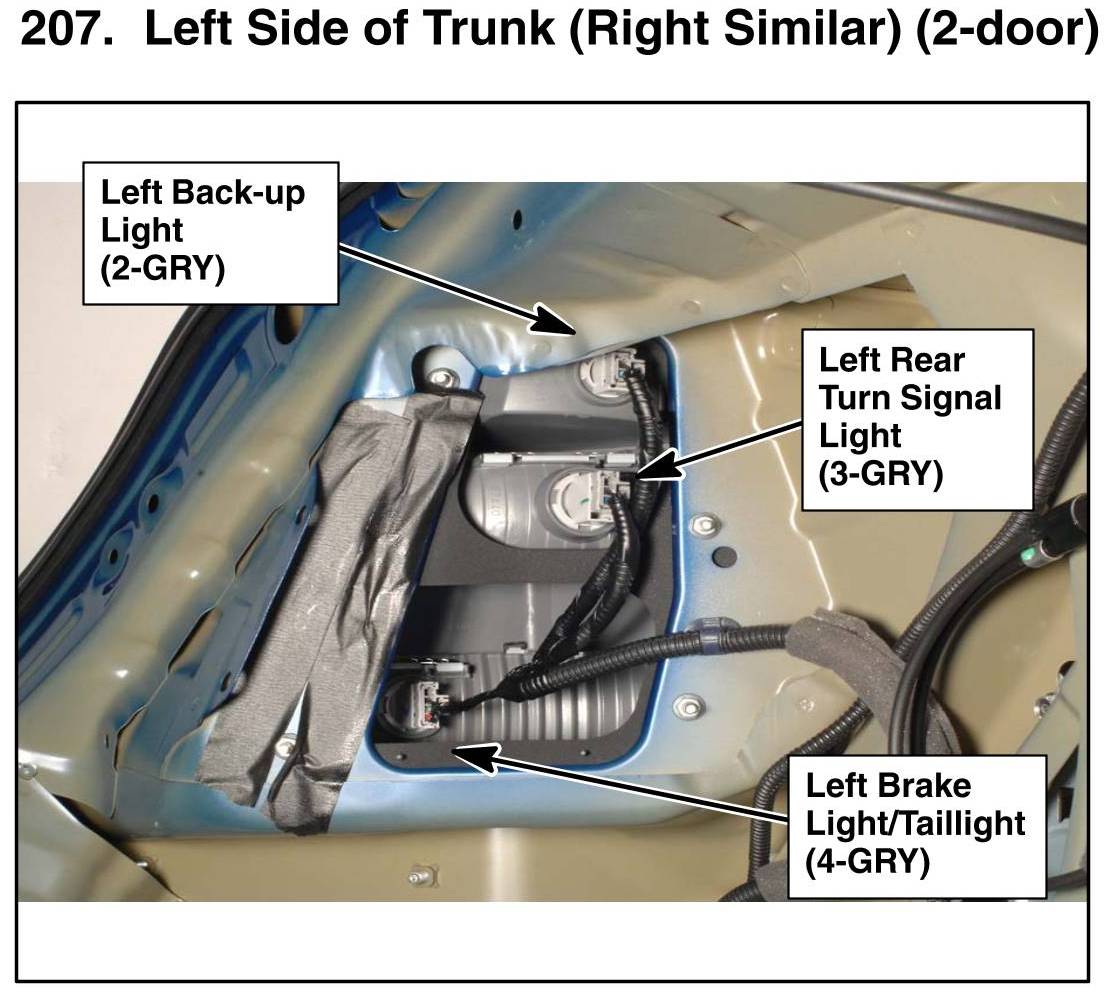 207. Left Side of Trunk (Right Similar) (2-door)
Left Back-up
Light
(2-GRY)
Left Rear
Turn Signal
Light
(3-GRY)
Left Brake
Light/Taillight
(4-GRY)